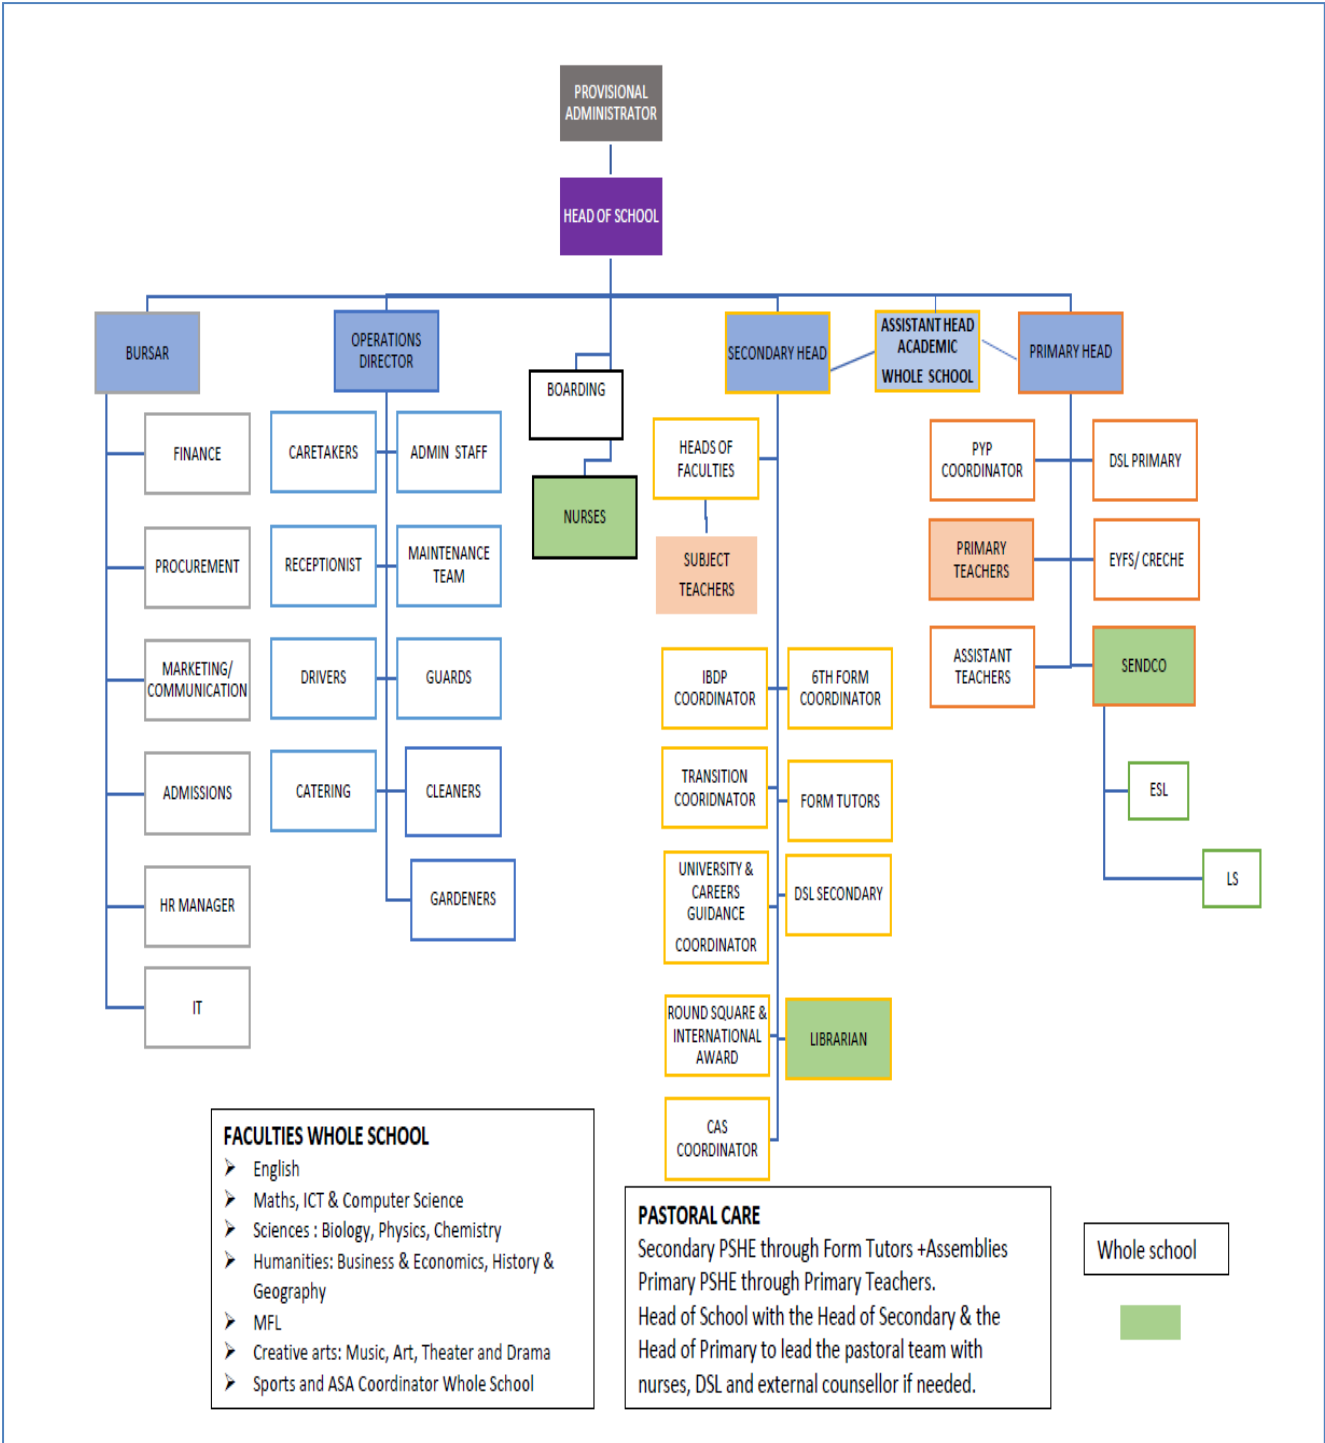 PROVISIONAL
ADMINISTRATOR
HEAD OF SCHOOL
BURSAR
OPERATIONS
DIRECTOR
BOARDING
NURSES
SECONDARY HEAD
ASSISTANT HEAD
ACADEMIC
WHOLE SCHOOL
PRIMARY HEAD
FINANCE
PROCUREMENT
MARKETING/
COMMUNICATION
ADMISSIONS
HR MANAGER
IT
CARETAKERS
ADMIN STAFF
RECEPTIONIST
MAINTENANCE
TEAM
DRIVERS
GUARDS
CATERING
CLEANERS
GARDENERS
HEADS OF
FACULTIES
SUBJECT
TEACHERS
IBDP
COORDINATOR
6TH FORM
COORDINATOR
TRANSITION
COORIDNATOR
FORM TUTORS
UNIVERSITY &
CAREERS
GUIDANCE
COORDINATOR
DSL SECONDARY
ROUND SQUARE &
INTERNATIONAL
AWARD
LIBRARIAN
CAS
COORDINATOR
PYP
COORDINATOR
DSL PRIMARY
PRIMARY
TEACHERS
EYFS/ CRECHE
ASSISTANT
TEACHERS
SENDCO
ESL
LS
FACULTIES WHOLE SCHOOL
➢ English
➢ Maths, ICT & Computer Science
➢ Sciences : Biology, Physics, Chemistry
➢ Humanities: Business & Economics, History &
Geography
➢ MFL
➢ Creative arts: Music, Art, Theater and Drama
➢ Sports and ASA Coordinator Whole School
PASTORAL CARE
Secondary PSHE through Form Tutors +Assemblies
Primary PSHE through Primary Teachers.
Head of School with the Head of Secondary & the
Head of Primary to lead the pastoral team with
nurses, DSL and external counsellor if needed.
Whole school